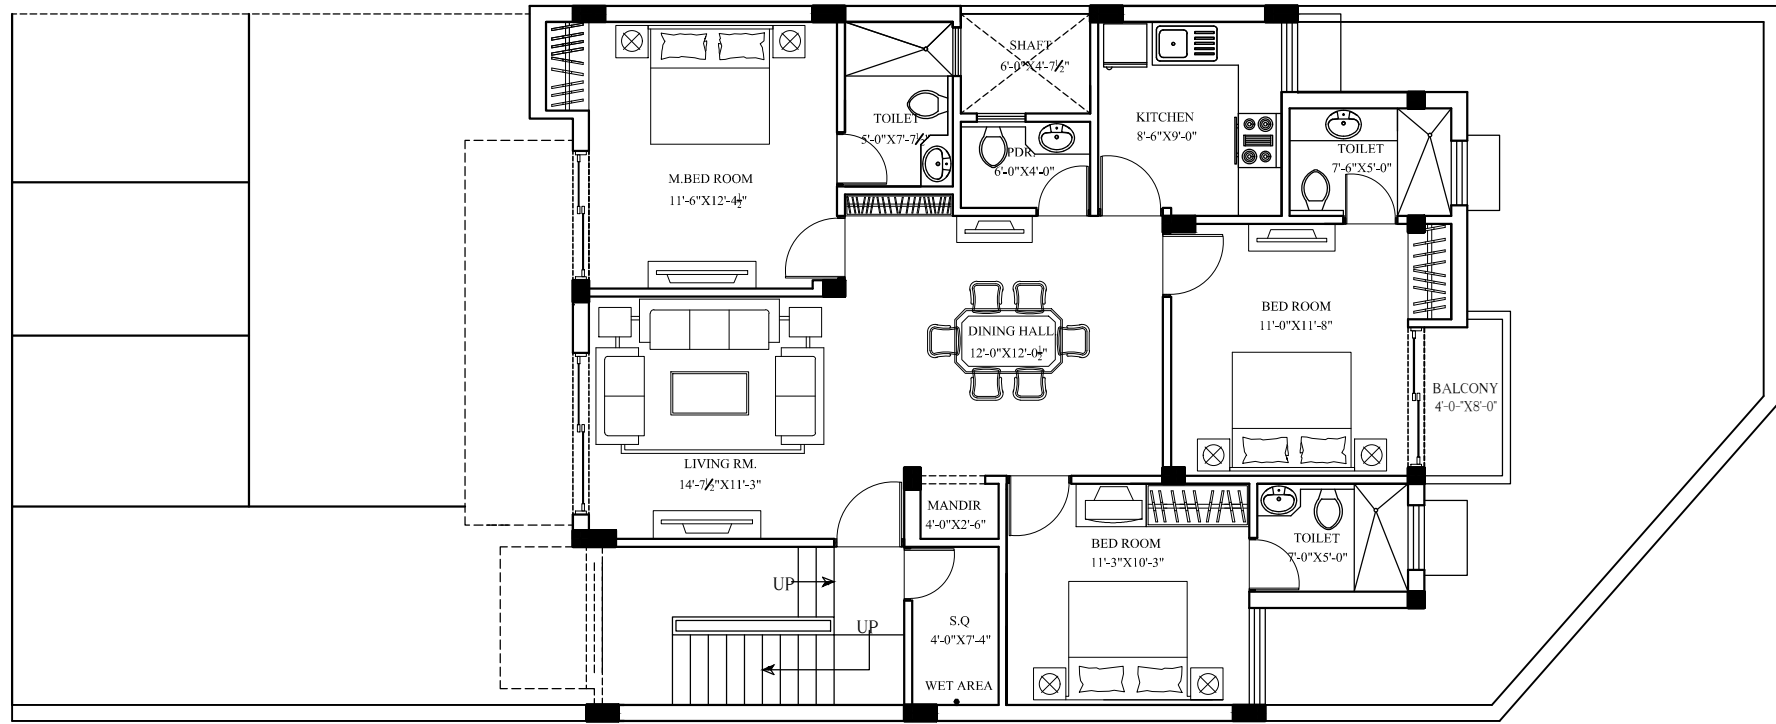 SHAFT
6'-0"X4'-7½"
TOILET
5'-0"X7'-7½"
KITCHEN
8'-6"X9'-0"
PDR.
6'-0"X4'-0"
TOILET
7'-6"X5'-0"
M.BED ROOM
11'-6"X12'-4½"
BED ROOM
11'-0"X11'-8"
DINING HALL
12'-0"X12'-0½"
BALCONY
4'-0-"X8'-0"
LIVING RM.
14'-7½"X11'-3"
MANDIR
4'-0"X2'-6"
BED ROOM
11'-3"X10'-3"
TOILET
7'-0"X5'-0"
UP
UP
S.Q
4'-0"X7'-4"
WET AREA